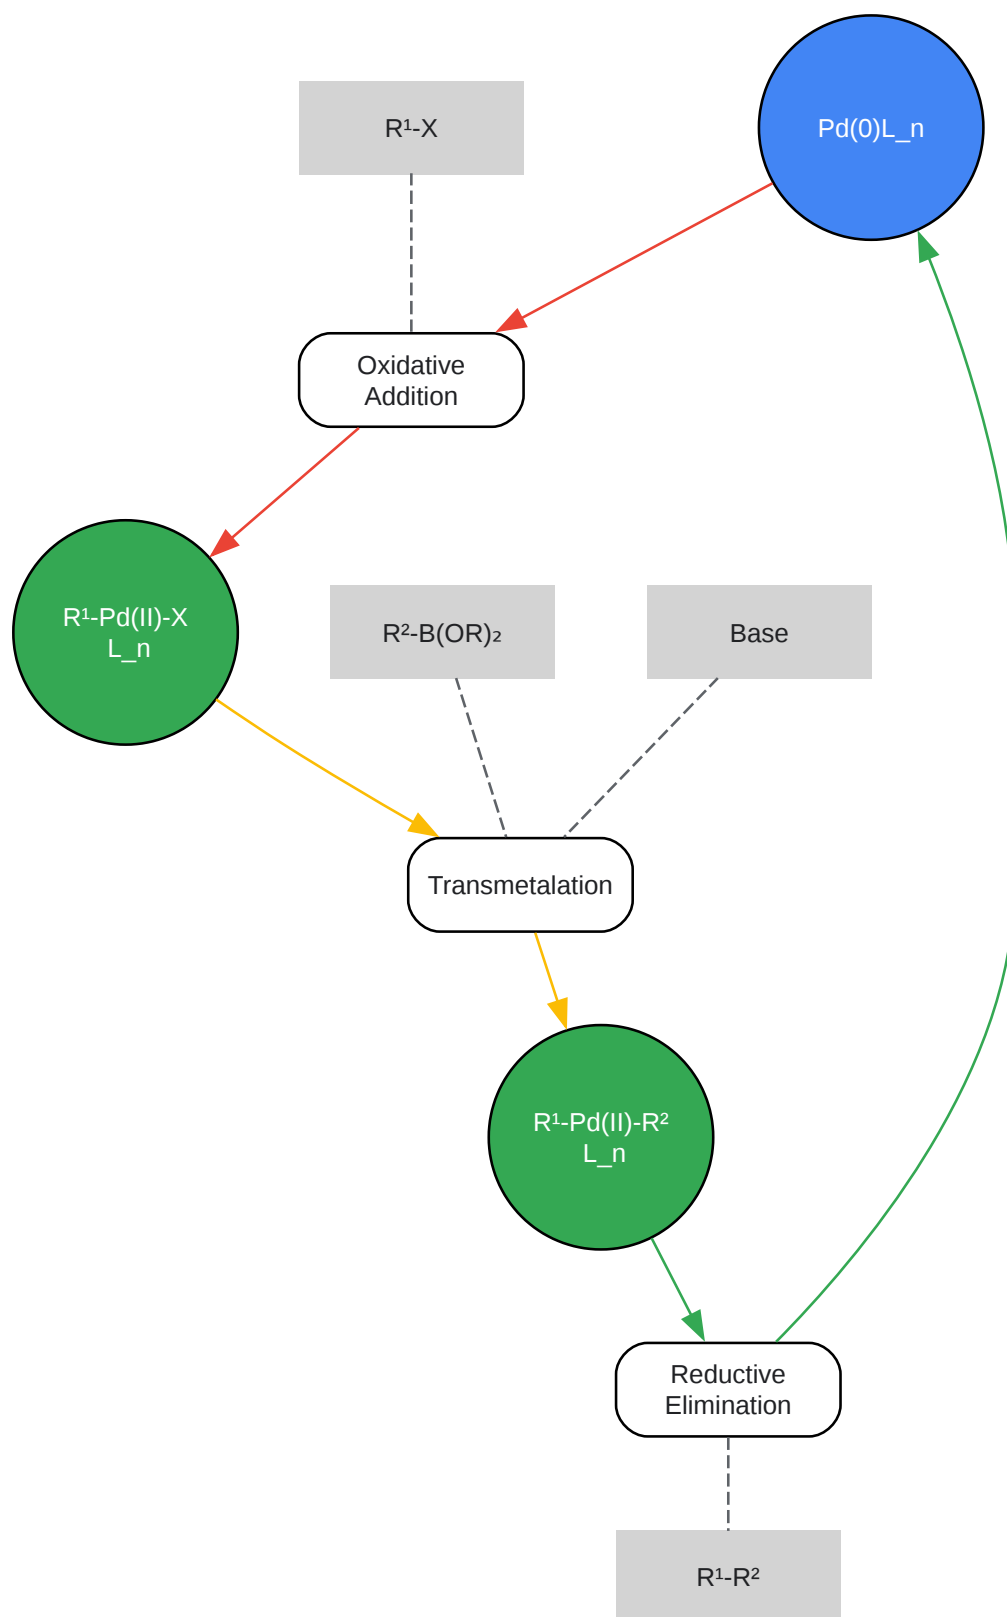 R¹-X
Pd(0)L_n
Oxidative
Addition
R¹-Pd(II)-X
L_n
R²-B(OR)₂
Base
Transmetalation
R¹-Pd(II)-R²
L_n
Reductive
Elimination
R¹-R²